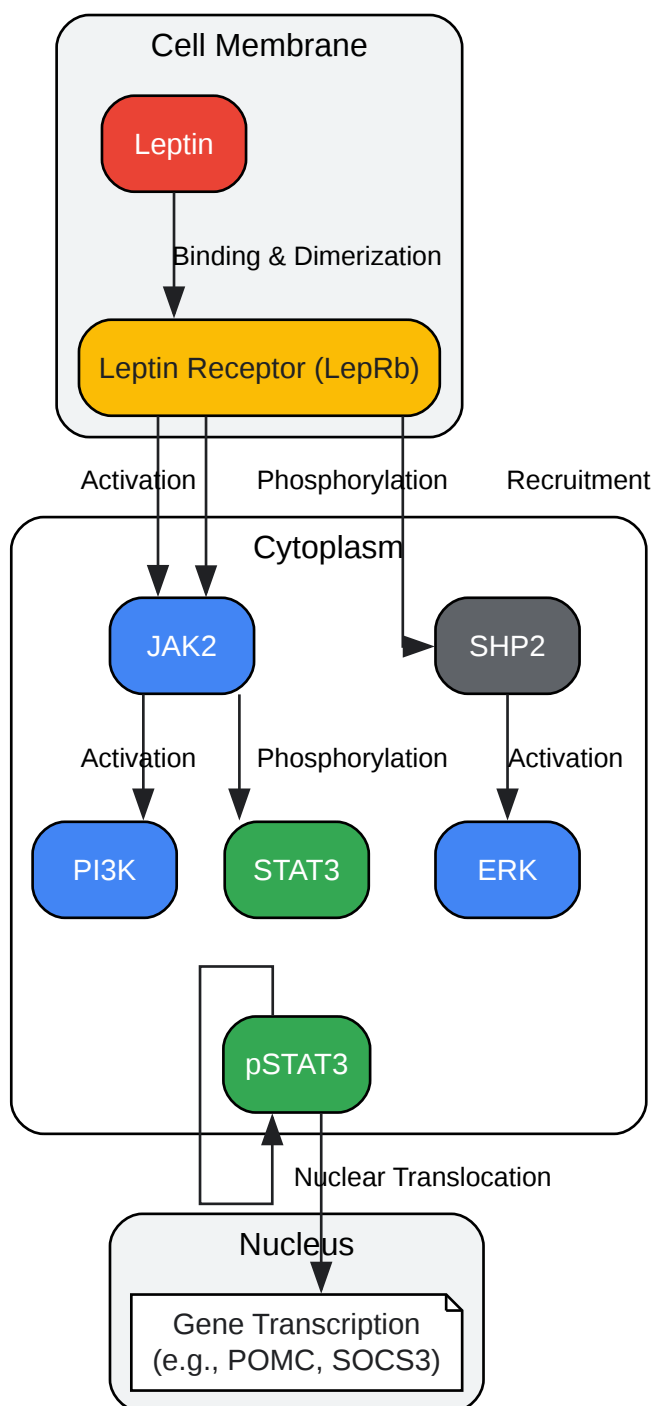 Cell Membrane
Leptin
Binding & Dimerization
Leptin Receptor (LepRb)
Activation
Phosphorylation
Recruitment
Cytoplasm
JAK2
SHP2
Activation
Phosphorylation
Activation
PI3K
STAT3
ERK
pSTAT3
Nuclear Translocation
Nucleus
Gene Transcription
(e.g., POMC, SOCS3)